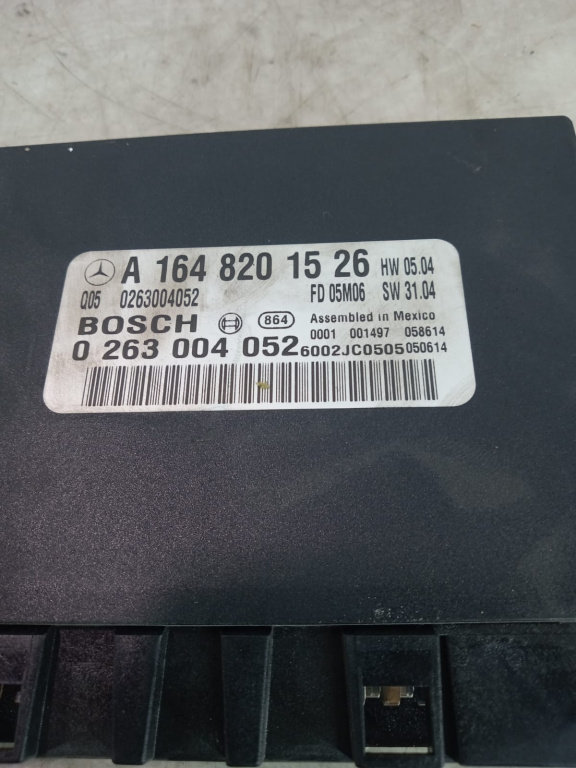 A 164 820 15 26 HW 05.04
Q05 0263004052 FD 05M06 SW 31.04
BOSCH 864 Assembled in Mexico
0001 001497 058614
0 263 004 052 6002JC0505 050614